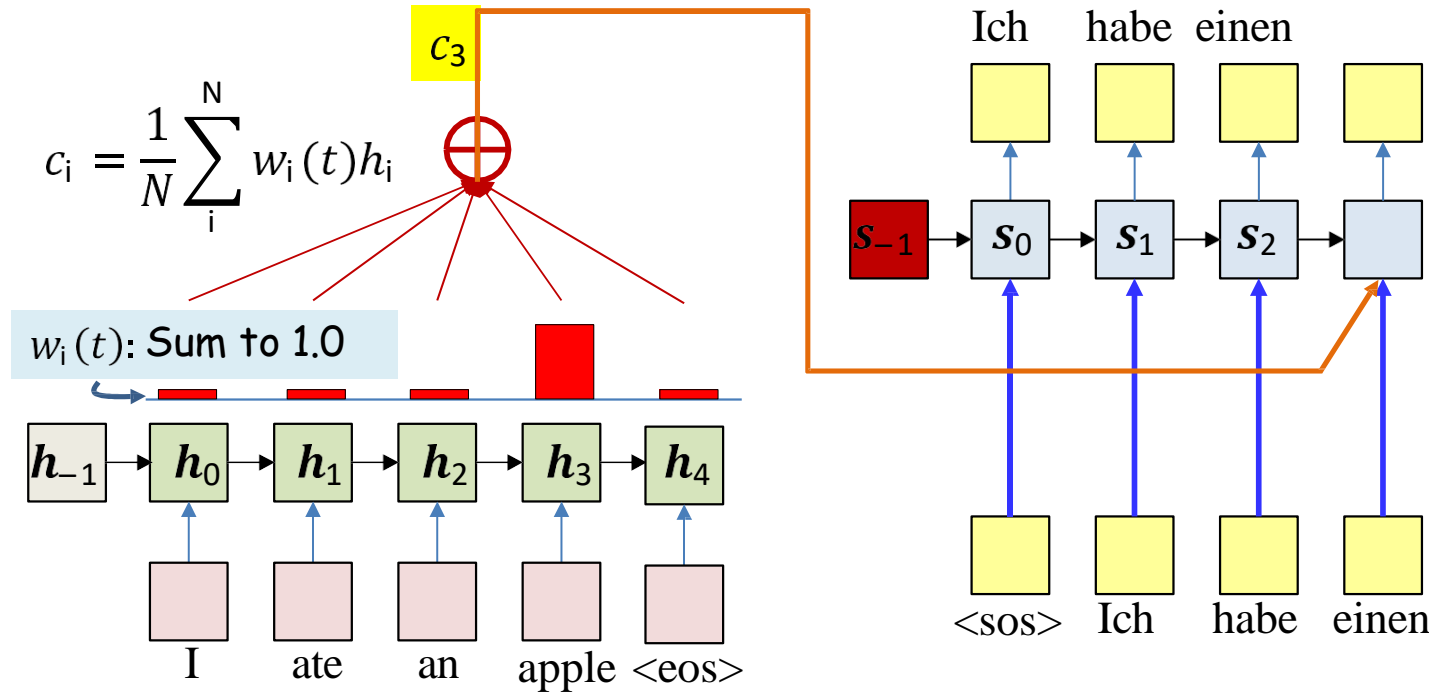 c₃
cᵢ = 1/N ∑ᵢᴺ wᵢ(t)hᵢ
wᵢ(t): Sum to 1.0
h₋₁ h₀ h₁ h₂ h₃ h₄
I ate an apple <eos>
Ich habe einen
s₋₁ s₀ s₁ s₂
<sos> Ich habe einen